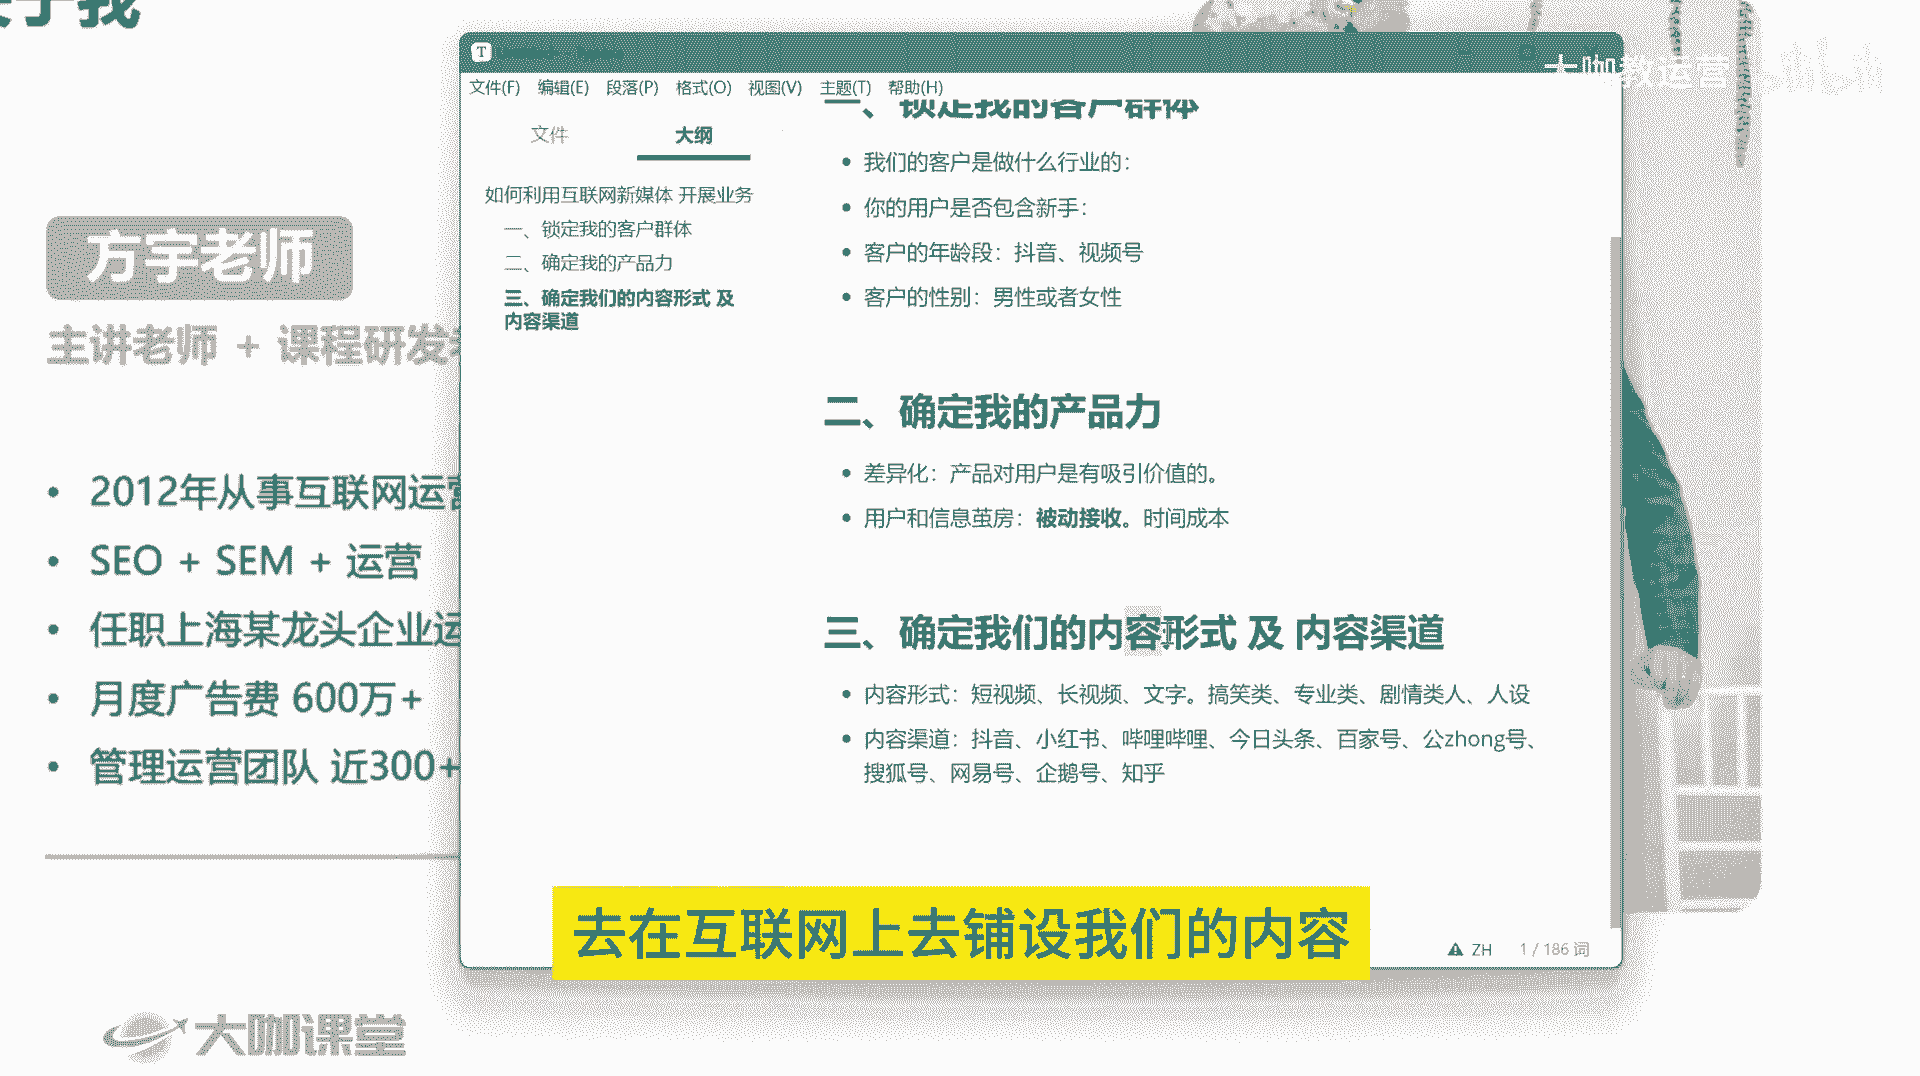 关于我
大咖教运营 bilibili
方宇老师
主讲老师 + 课程研发
2012年从事互联网运营
SEO + SEM + 运营
任职上海某龙头企业运
月度广告费 600万+
管理运营团队 近300+
大咖课堂
T
文件(F) 编辑(E) 段落(P) 格式(O) 视图(V) 主题(T) 帮助(H)
文件 大纲
如何利用互联网新媒体 开展业务
一、锁定我的客户群体
二、确定我的产品力
三、确定我们的内容形式 及
内容渠道
一、锁定我的客户群体
我们的客户是做什么行业的：
你的用户是否包含新手：
客户的年龄段：抖音、视频号
客户的性别：男性或者女性
二、确定我的产品力
差异化：产品对用户是有吸引价值的。
用户和信息茧房：被动接收。时间成本
三、确定我们的内容形式 及 内容渠道
内容形式：短视频、长视频、文字。搞笑类、专业类、剧情类人、人设
内容渠道：抖音、小红书、哔哩哔哩、今日头条、百家号、公zhong号、
搜狐号、网易号、企鹅号、知乎
ZH 1 / 186 词
去在互联网上去铺设我们的内容